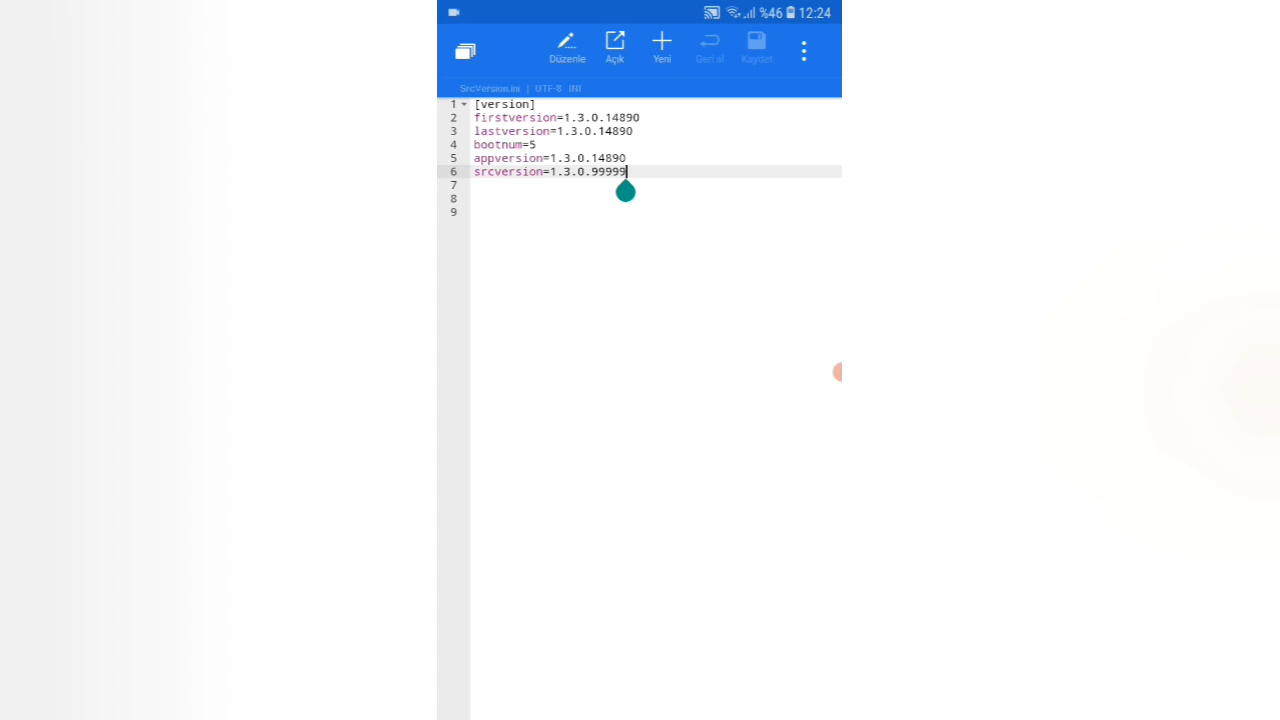 %46 12:24
Düzenle Açık Yeni Geri al Kaydet
SrcVersion.ini | UTF-8 INI
1 [version]
2 firstversion=1.3.0.14890
3 lastversion=1.3.0.14890
4 bootnum=5
5 appversion=1.3.0.14890
6 srcversion=1.3.0.99999
7
8
9